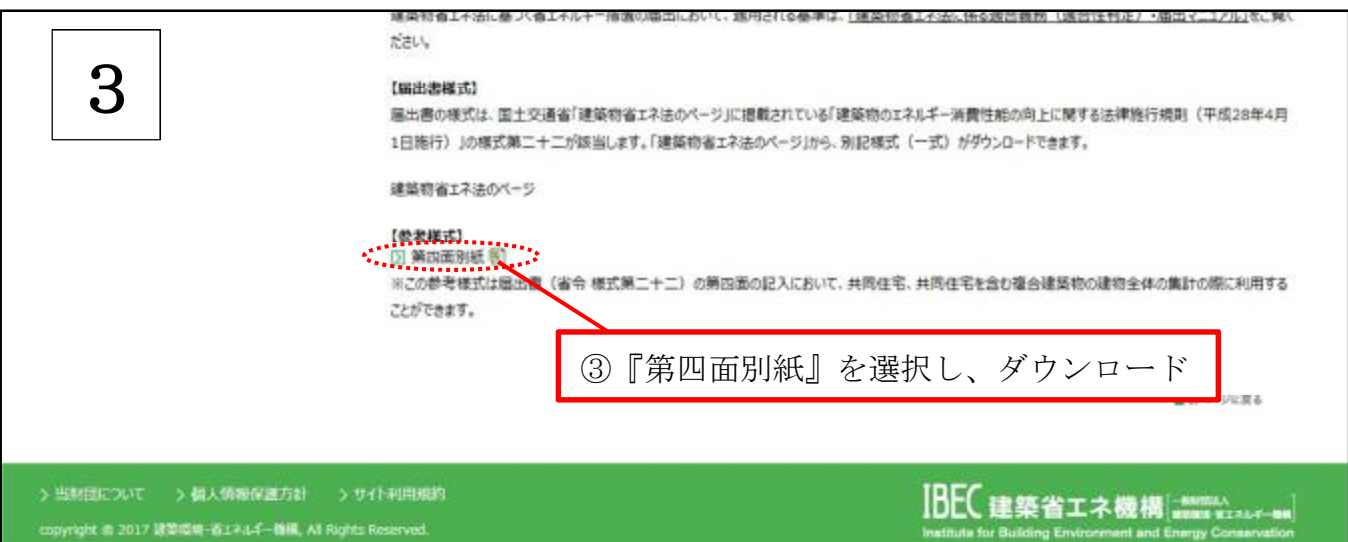 建築物省エネ法に基づく省エネルギー措置の届出において、適用される基準は、「建築物省エネ法に係る適合義務（適合性判定）・届出マニュアル」をご覧く
ださい。
3
【届出書様式】
届出書の様式は、国土交通省「建築物省エネ法のページ」に掲載されている「建築物のエネルギー消費性能の向上に関する法律施行規則（平成28年4月
1日施行）」の様式第二十二が該当します。「建築物省エネ法のページ」から、別記様式（一式）がダウンロードできます。
建築物省エネ法のページ
【参考様式】
第四面別紙
※この参考様式は届出書（省令 様式第二十二）の第四面の記入において、共同住宅、共同住宅を含む複合建築物の建物全体の集計の際に利用する
ことができます。
③『第四面別紙』を選択し、ダウンロード
ジに戻る
> 当財団について > 個人情報保護方針 > サイト利用規約
IBEC 建築省エネ機構
copyright © 2017 建築環境・省エネルギー機構, All Rights Reserved.
Institute for Building Environment and Energy Conservation